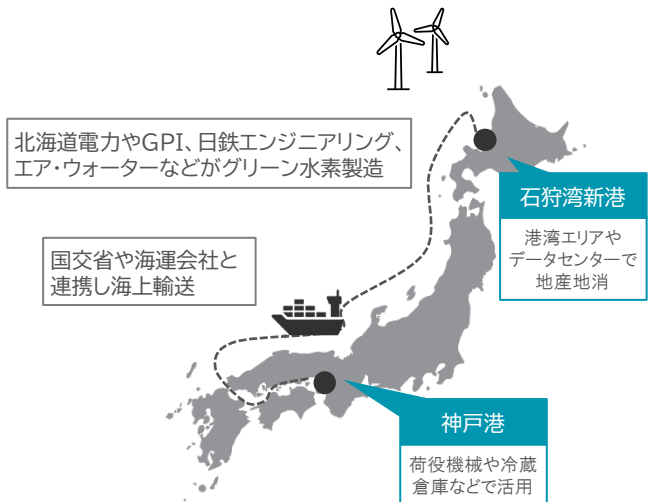 北海道電力やGPI、日鉄エンジニアリング、
エア・ウォーターなどがグリーン水素製造
石狩湾新港
港湾エリアや
データセンターで
地産地消
国交省や海運会社と
連携し海上輸送
神戸港
荷役機械や冷蔵
倉庫などで活用